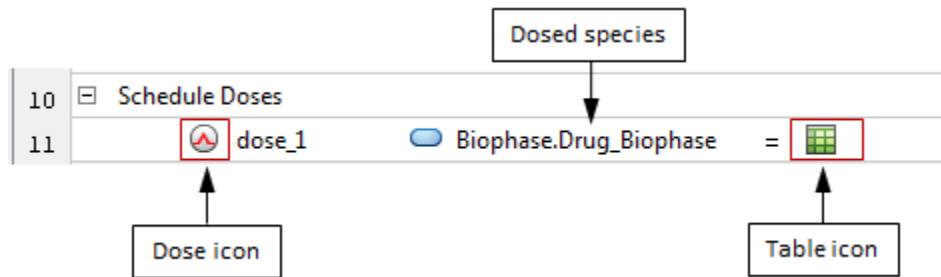 Dosed species
10 Schedule Doses
11 dose_1 Biophase.Drug_Biophase =
Dose icon
Table icon